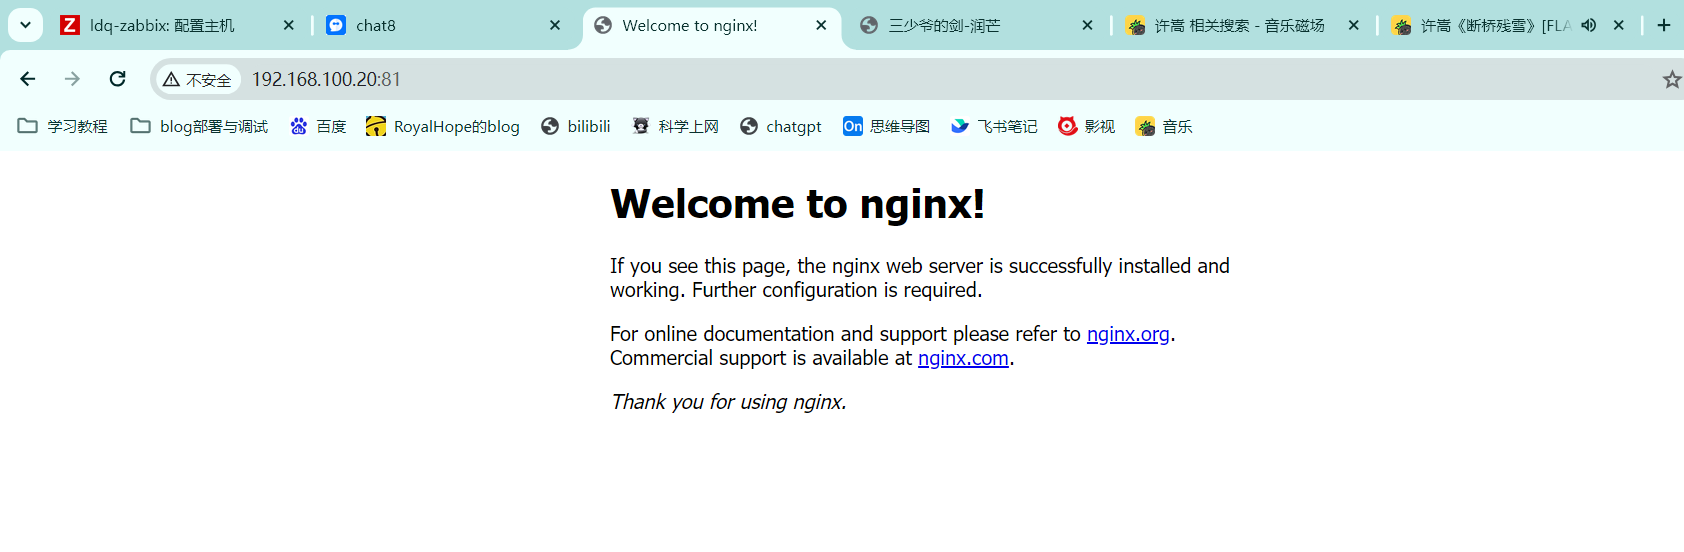 ldq-zabbix: 配置主机
chat8
Welcome to nginx!
三少爷的剑-润芒
许嵩 相关搜索 - 音乐磁场
许嵩《断桥残雪》[FLA
不安全
192.168.100.20:81
学习教程
blog部署与调试
百度
RoyalHope的blog
bilibili
科学上网
chatgpt
On
思维导图
飞书笔记
影视
音乐
Welcome to nginx!
If you see this page, the nginx web server is successfully installed and
working. Further configuration is required.
For online documentation and support please refer to nginx.org.
Commercial support is available at nginx.com.
Thank you for using nginx.